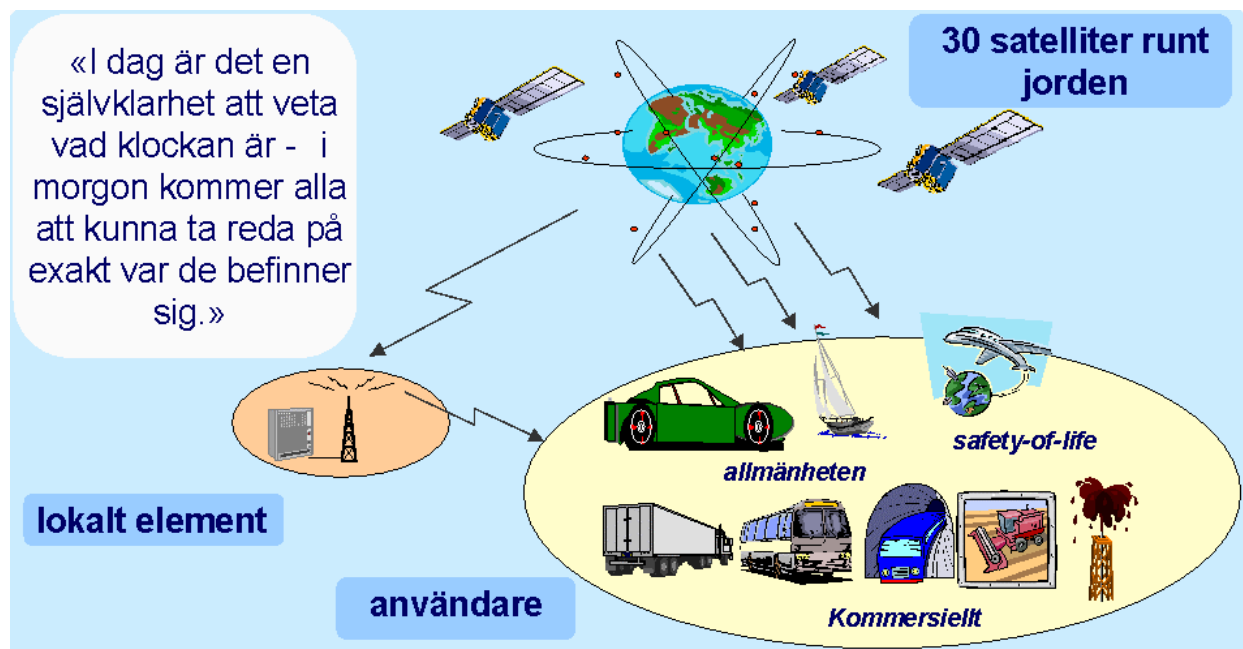 «I dag är det en
självklarhet att veta
vad klockan är - i
morgon kommer alla
att kunna ta reda på
exakt var de befinner
sig.»
30 satelliter runt
jorden
safety-of-life
allmänheten
lokalt element
användare
Kommersiellt